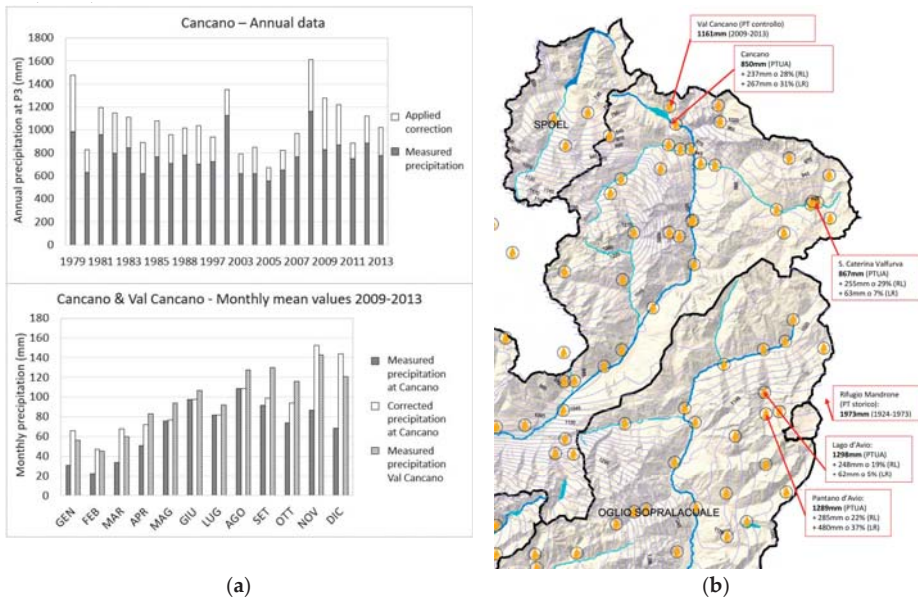 Cancano – Annual data
Annual precipitation at P3 (mm)
1800
1600
1400
1200
1000
800
600
400
200
0
1979 1981 1983 1985 1988 1997 2003 2005 2007 2009 2011 2013
Applied
correction
Measured
precipitation
Cancano & Val Cancano - Monthly mean values 2009-2013
Monthly precipitation (mm)
180
160
140
120
100
80
60
40
20
0
GEN FEB MAR APR MAG GIU LUG AGO SET OTT NOV DIC
Measured
precipitation
at Cancano
Corrected
precipitation
at Cancano
Measured
precipitation
Val Cancano
(a)
Val Cancano (PT controllo)
1161mm (2009-2013)
Cancano
850mm (PTUA)
+ 237mm o 28% (RL)
+ 267mm o 31% (LR)
SPOEL
S. Caterina Valfurva
867mm (PTUA)
+ 255mm o 29% (RL)
+ 63mm o 7% (LR)
Rifugio Mandrone
(PT storico):
1973mm (1924-1973)
Lago d'Avio:
1298mm (PTUA)
+ 248mm o 19% (RL)
+ 62mm o 5% (LR)
Pantano d'Avio:
1289mm (PTUA)
+ 285mm o 22% (RL)
+ 480mm o 37% (LR)
OGLIO SOPRALACUALE
(b)